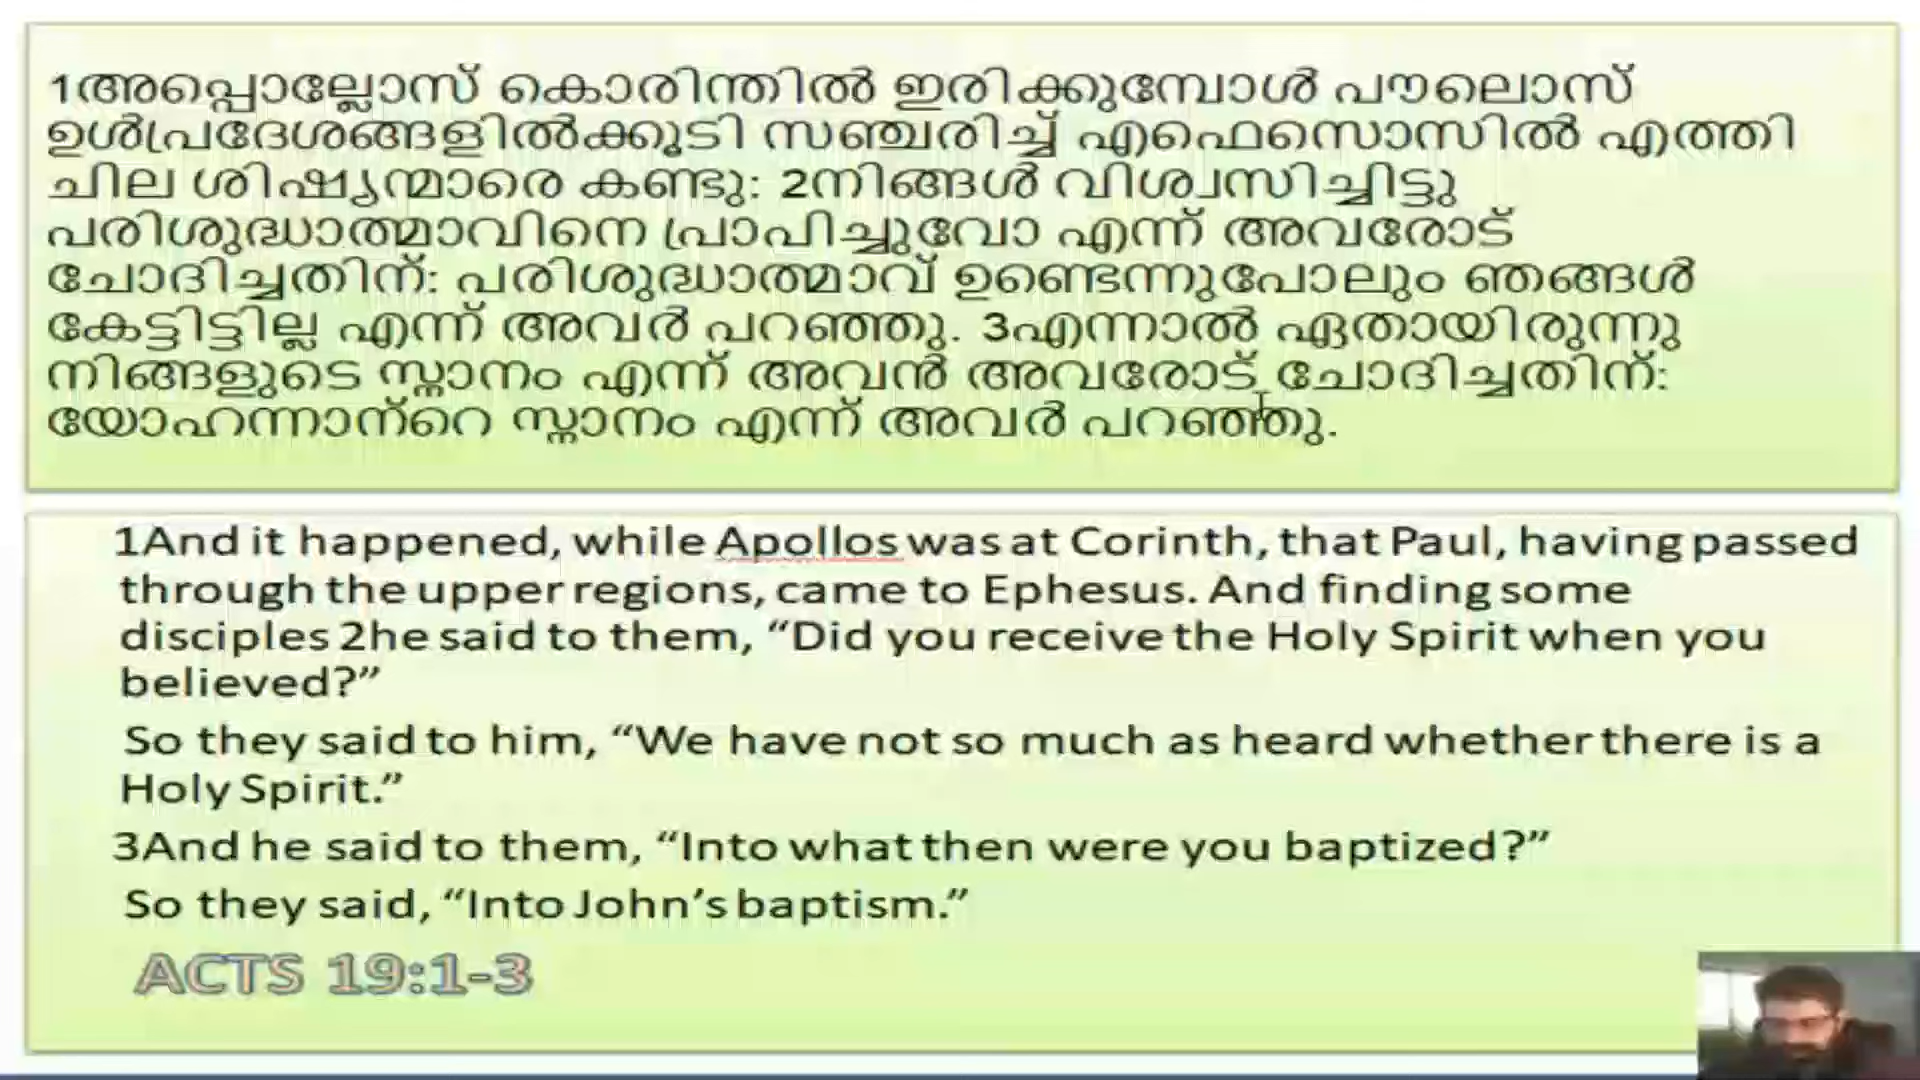 1അപ്പൊല്ലോസ് കൊരിന്തിൽ ഇരിക്കുമ്പോൾ പൗലൊസ്
ഉൾപ്രദേശങ്ങളിൽക്കൂടി സഞ്ചരിച്ച് എഫെസൊസിൽ എത്തി
ചില ശിഷ്യന്മാരെ കണ്ടു: 2നിങ്ങൾ വിശ്വസിച്ചിട്ടു
പരിശുദ്ധാത്മാവിനെ പ്രാപിച്ചുവോ എന്ന് അവരോട്
ചോദിച്ചതിന്: പരിശുദ്ധാത്മാവ് ഉണ്ടെന്നുപോലും ഞങ്ങൾ
കേട്ടിട്ടില്ല എന്ന് അവർ പറഞ്ഞു. 3എന്നാൽ ഏതായിരുന്നു
നിങ്ങളുടെ സ്നാനം എന്ന് അവൻ അവരോട് ചോദിച്ചതിന്:
യോഹന്നാന്റെ സ്നാനം എന്ന് അവർ പറഞ്ഞു.
1And it happened, while Apollos was at Corinth, that Paul, having passed
through the upper regions, came to Ephesus. And finding some
disciples 2he said to them, “Did you receive the Holy Spirit when you
believed?”
So they said to him, “We have not so much as heard whether there is a
Holy Spirit.”
3And he said to them, “Into what then were you baptized?”
So they said, “Into John’s baptism.”
ACTS 19:1-3